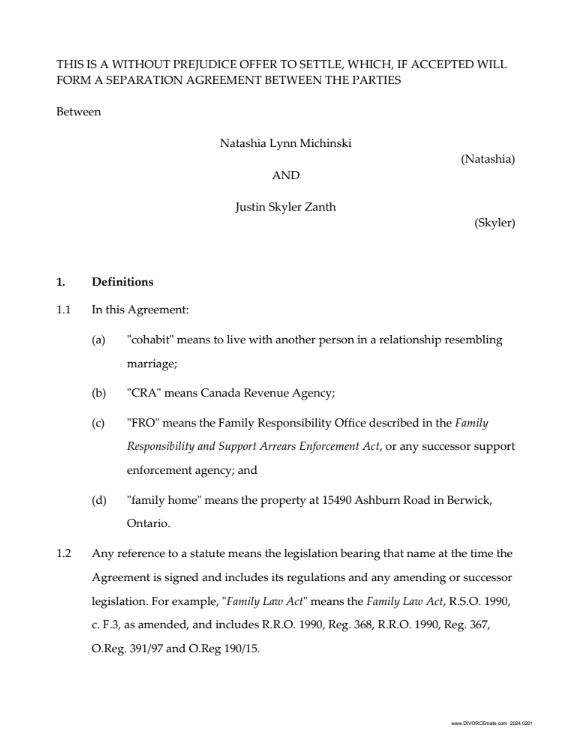 THIS IS A WITHOUT PREJUDICE OFFER TO SETTLE, WHICH, IF ACCEPTED WILL
FORM A SEPARATION AGREEMENT BETWEEN THE PARTIES
Between
Natashia Lynn Michinski
(Natashia)
AND
Justin Skyler Zanth
(Skyler)
1. Definitions
1.1 In this Agreement:
(a) "cohabit" means to live with another person in a relationship resembling
marriage;
(b) "CRA" means Canada Revenue Agency;
(c) "FRO" means the Family Responsibility Office described in the Family
Responsibility and Support Arrears Enforcement Act, or any successor support
enforcement agency; and
(d) "family home" means the property at 15490 Ashburn Road in Berwick,
Ontario.
1.2 Any reference to a statute means the legislation bearing that name at the time the
Agreement is signed and includes its regulations and any amending or successor
legislation. For example, "Family Law Act" means the Family Law Act, R.S.O. 1990,
c. F.3, as amended, and includes R.R.O. 1990, Reg. 368, R.R.O. 1990, Reg. 367,
O.Reg. 391/97 and O.Reg 190/15.
www.DIVORCEmate.com 2024.0201